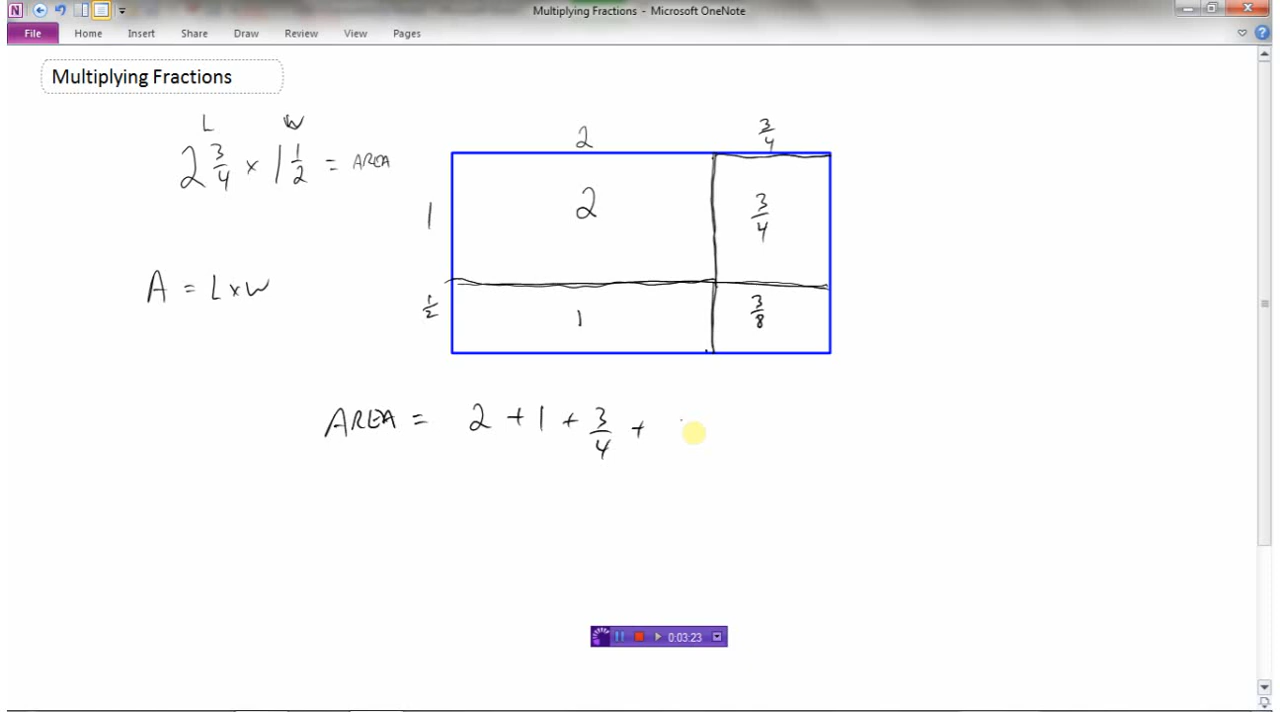 Multiplying Fractions - Microsoft OneNote
File Home Insert Share Draw Review View Pages
Multiplying Fractions
L W
2 3/4 × 1 1/2 = AREA
2 3/4
1 2 3/4
A = L×W
1/2 1 3/8
AREA = 2 + 1 + 3/4 +
0:03:23